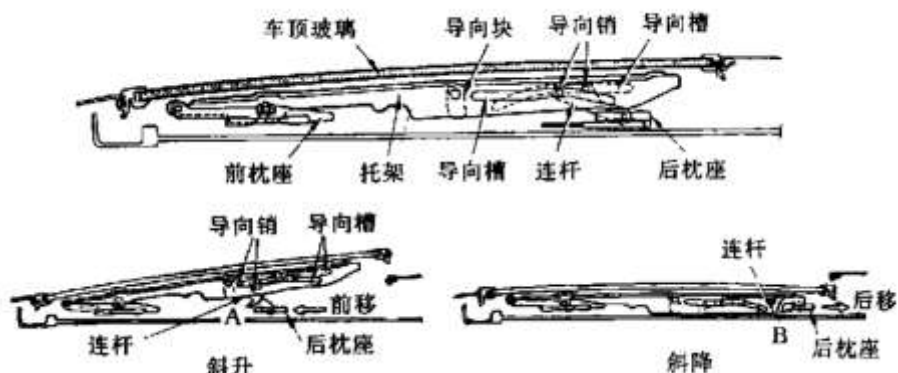 车顶玻璃 导向块 导向销 导向槽
前枕座 托架 导向槽 连杆 后枕座
导向销 导向槽
A 前移
连杆 后枕座
斜升
连杆
后移
B 后枕座
斜降